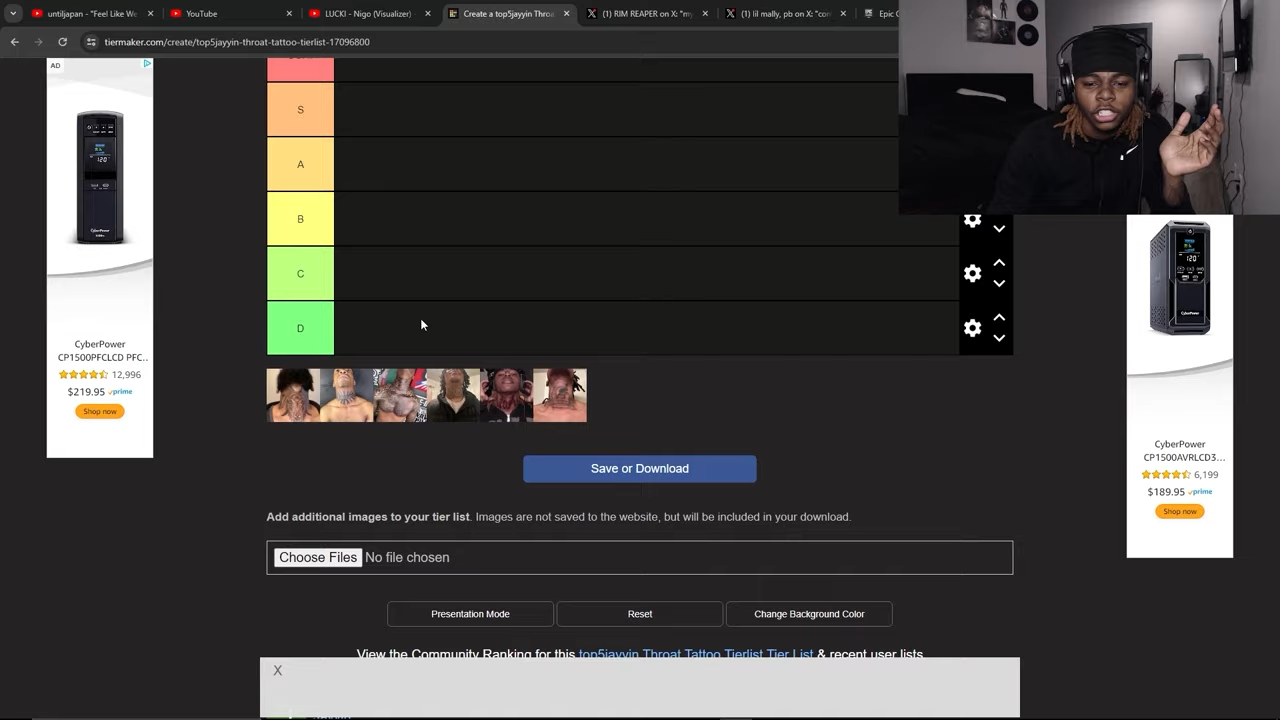 untiljapan - "Feel Like We
YouTube
LUCKI - Nigo (Visualizer)
Create a top5jayyin Throa
(1) RIM REAPER on X: "my
(1) lil mally, pb on X: "con
Epic G
tiermaker.com/create/top5jayyin-throat-tattoo-tierlist-17096800
AD
S
A
B
C
D
CyberPower
CP1500PFCLCD PFC..
12,996
$219.95 prime
Shop now
CyberPower
CP1500AVRLCD3...
6,199
$189.95 prime
Shop now
Save or Download
Add additional images to your tier list. Images are not saved to the website, but will be included in your download.
Choose Files No file chosen
Presentation Mode
Reset
Change Background Color
View the Community Ranking for this top5jayyin Throat Tattoo Tierlist Tier List & recent user lists
X